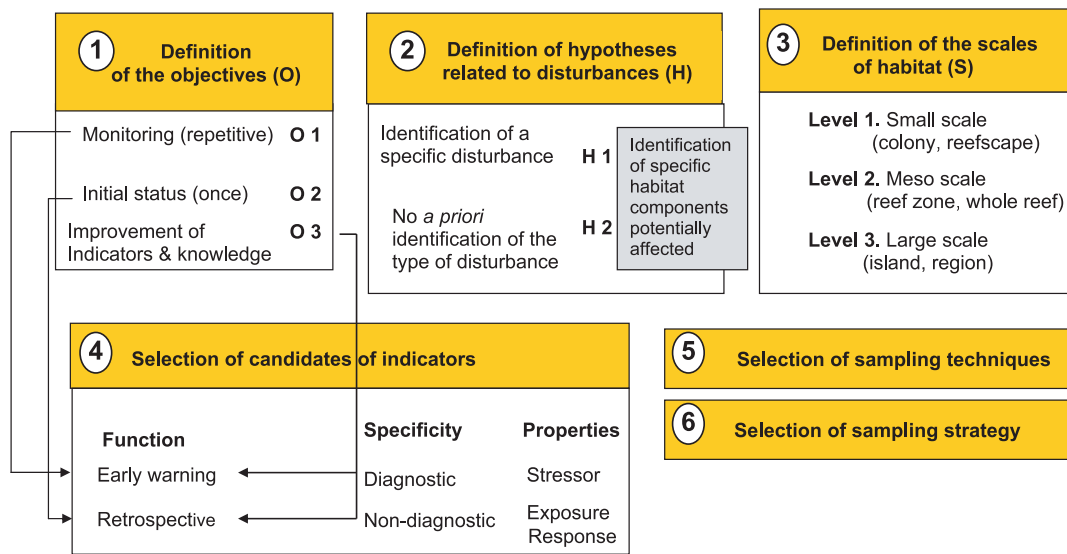 1
Definition
of the objectives (O)
Monitoring (repetitive) O 1
Initial status (once) O 2
Improvement of O 3
Indicators & knowledge
2
Definition of hypotheses
related to disturbances (H)
Identification of a
specific disturbance H 1
No a priori
identification of the H 2
type of disturbance
Identification
of specific
habitat
components
potentially
affected
3
Definition of the scales
of habitat (S)
Level 1. Small scale
(colony, reefscape)
Level 2. Meso scale
(reef zone, whole reef)
Level 3. Large scale
(island, region)
4
Selection of candidates of indicators
Function Specificity Properties
Early warning Diagnostic Stressor
Retrospective Non-diagnostic Exposure
Response
5
Selection of sampling techniques
6
Selection of sampling strategy